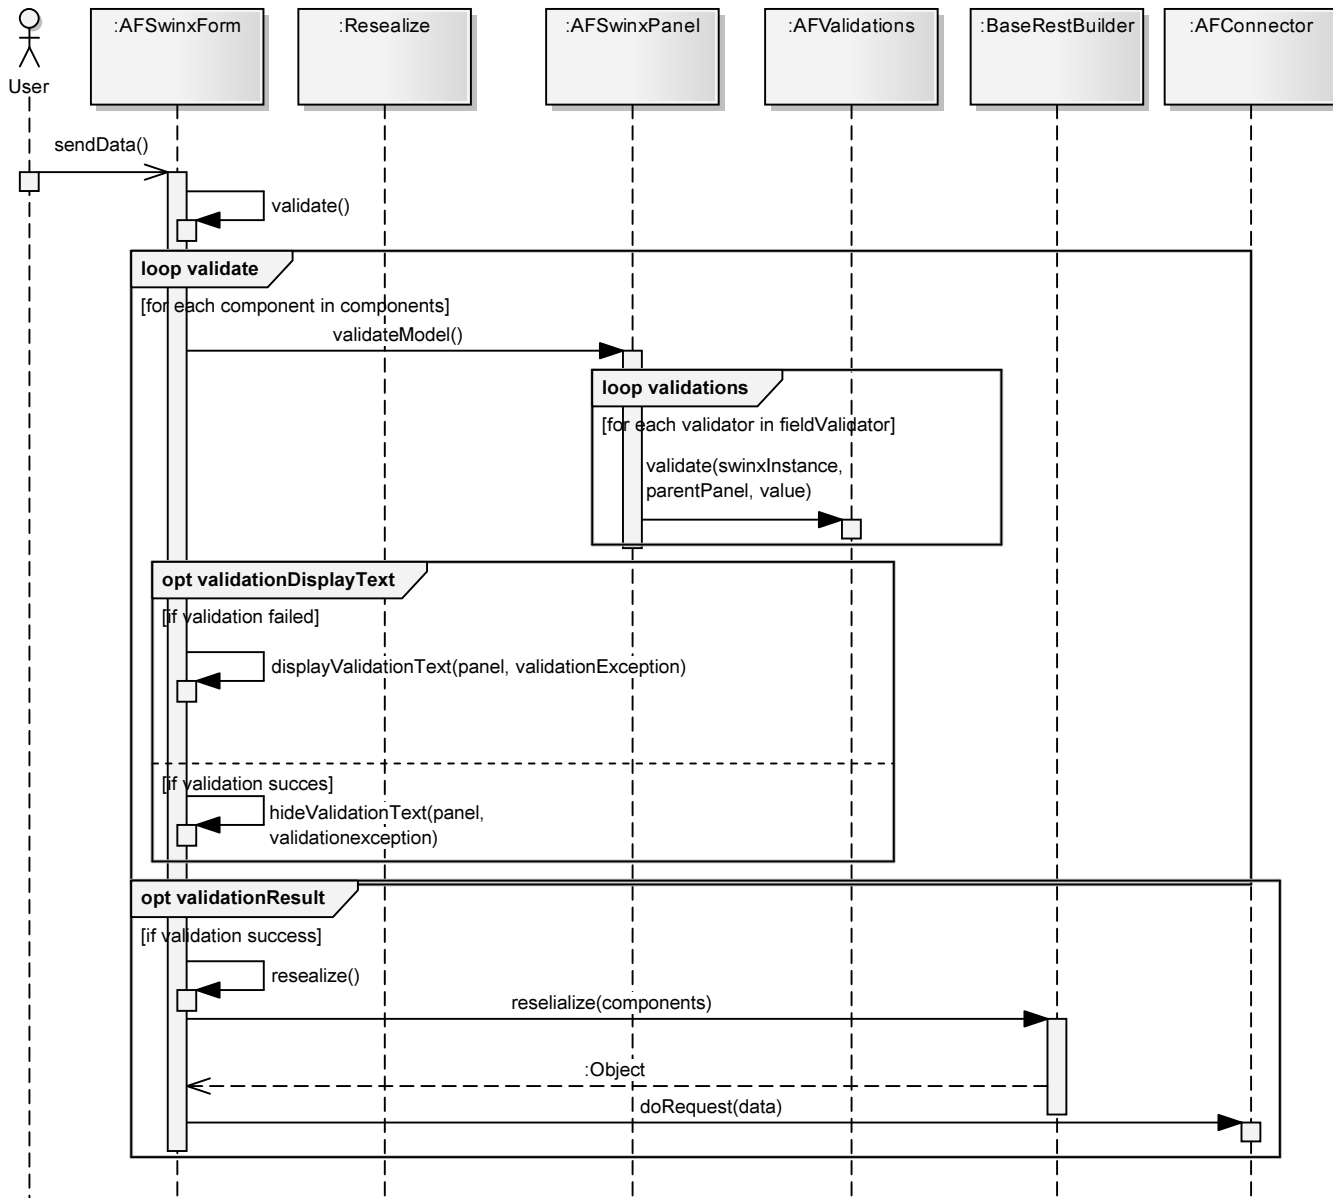 :AFSwinxForm
:Resealize
:AFSwinxPanel
:AFValidations
:BaseRestBuilder
:AFConnector
User
sendData()
validate()
loop validate
[for each component in components]
validateModel()
loop validations
[for each validator in fieldValidator]
validate(swinxInstance,
parentPanel, value)
opt validationDisplayText
[if validation failed]
displayValidationText(panel, validationException)
[if validation succes]
hideValidationText(panel,
validationexception)
opt validationResult
[if validation success]
resealize()
reselialize(components)
:Object
doRequest(data)